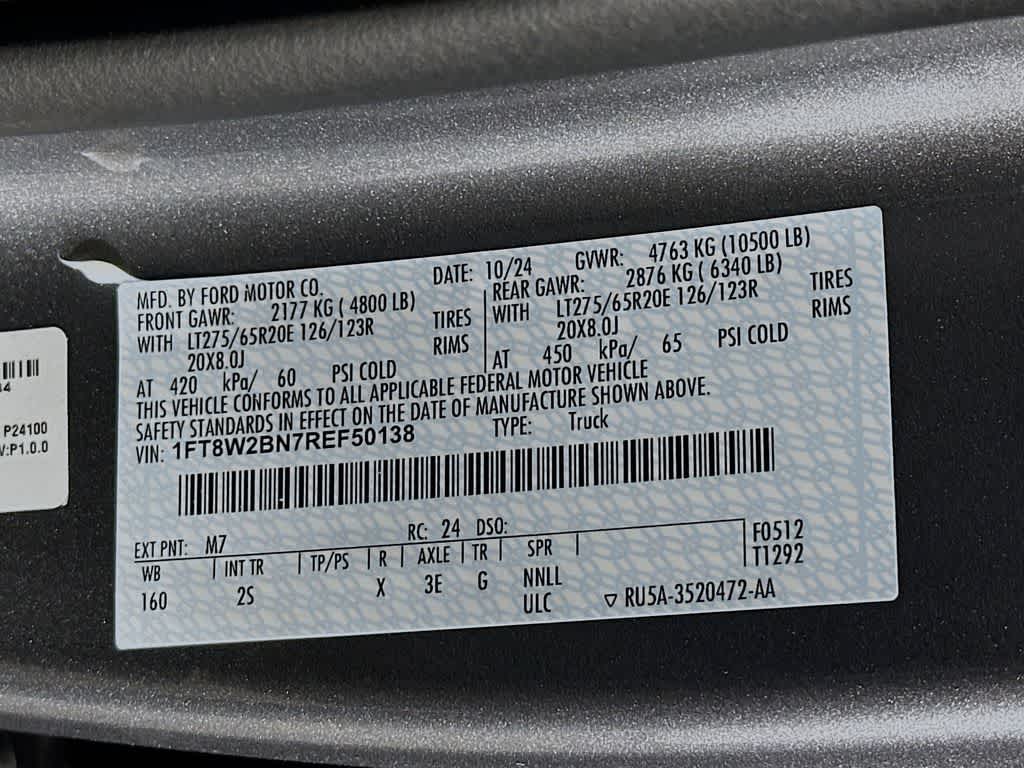 MFD. BY FORD MOTOR CO.
DATE: 10/24 GVWR: 4763 KG (10500 LB)
FRONT GAWR: 2177 KG ( 4800 LB)
WITH LT275/65R20E 126/123R TIRES
20X8.0J RIMS
AT 420 kPa/ 60 PSI COLD
REAR GAWR: 2876 KG ( 6340 LB)
WITH LT275/65R20E 126/123R TIRES
20X8.0J RIMS
AT 450 kPa/ 65 PSI COLD
THIS VEHICLE CONFORMS TO ALL APPLICABLE FEDERAL MOTOR VEHICLE
SAFETY STANDARDS IN EFFECT ON THE DATE OF MANUFACTURE SHOWN ABOVE.
VIN: 1FT8W2BN7REF50138 TYPE: Truck
EXT PNT: M7 RC: 24 DSO:
WB | INT TR | TP/PS | R | AXLE | TR | SPR |
160 2S X 3E G NNLL
ULC
F0512
T1292
▽ RU5A-3520472-AA
P24100
V:P1.0.0